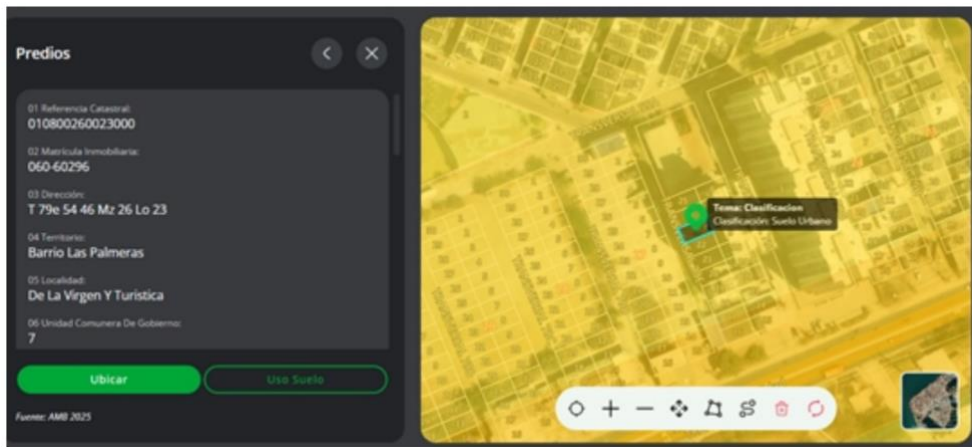 Predios
01 Referencia Catastral:
010800260023000
02 Matrícula Inmobiliaria:
060-60296
03 Dirección:
T 79e 54 46 Mz 26 Lo 23
04 Territorio:
Barrio Las Palmeras
05 Localidad:
De La Virgen Y Turistica
06 Unidad Comunera De Gobierno:
7
Ubicar
Uso Suelo
Fuente: AMB 2025
Tema: Clasificacion
Clasificación: Suelo Urbano